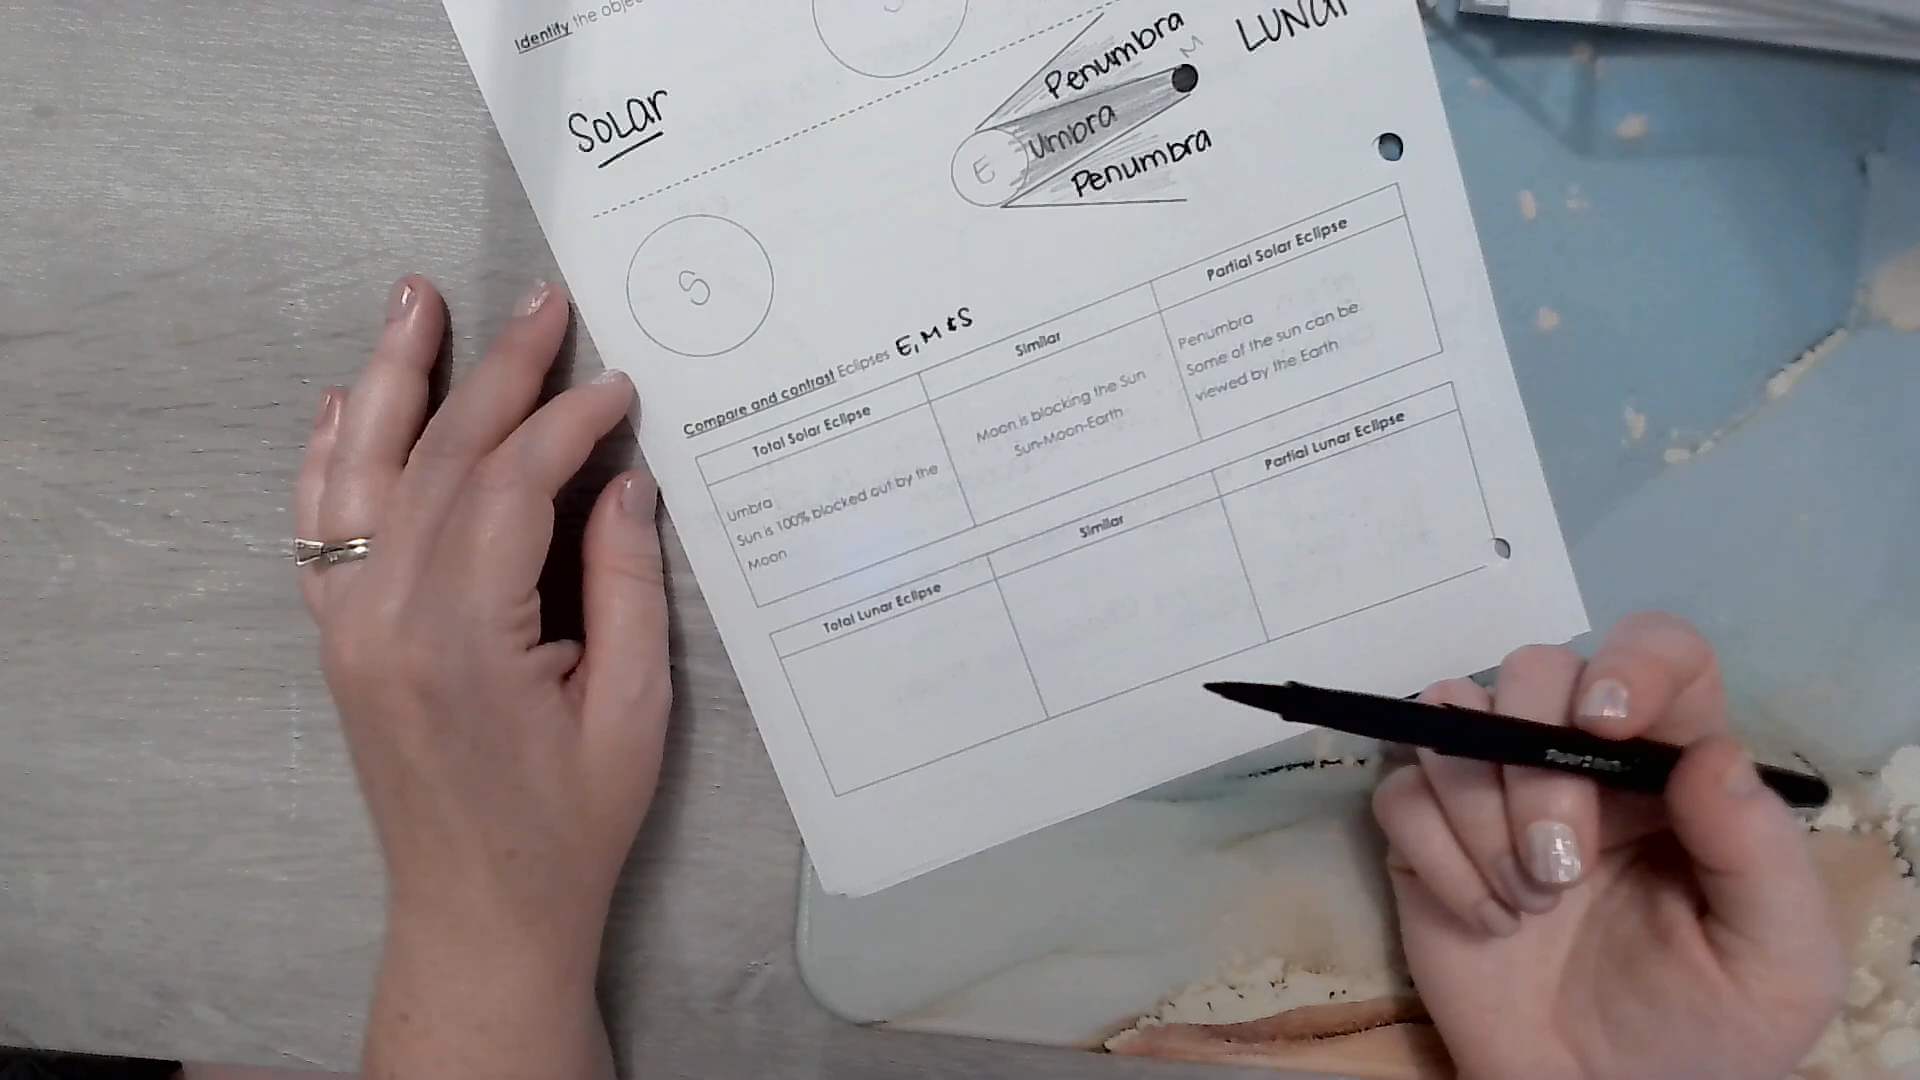 Identify the
LUNar
Penumbra
M
Solar
Umbra
E
Penumbra
S
Compare and contrast Eclipses E, M & S
Total Solar Eclipse
Similar
Partial Solar Eclipse
Umbra
Sun is 100% blocked out by the
Moon
Moon is blocking the Sun
Sun-Moon-Earth
Penumbra
Some of the sun can be
viewed by the Earth
Total Lunar Eclipse
Similar
Partial Lunar Eclipse